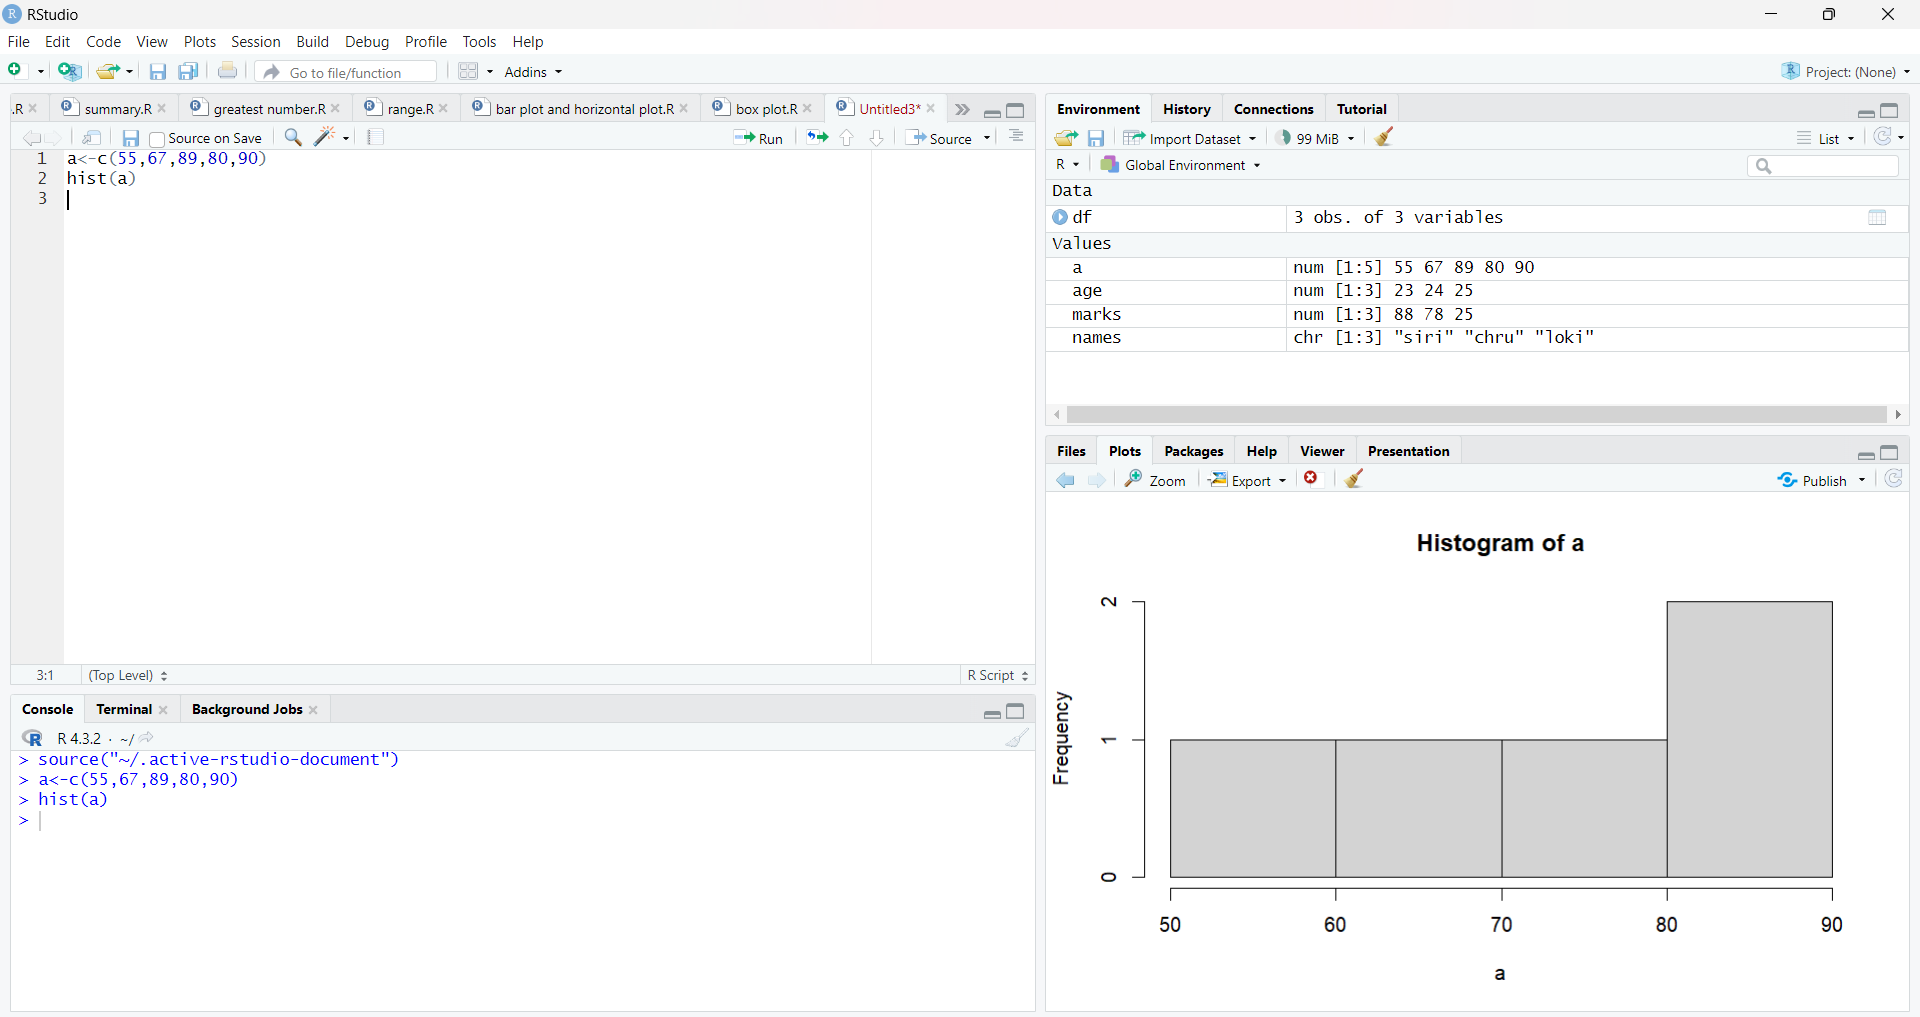 RStudio
File Edit Code View Plots Session Build Debug Profile Tools Help
Go to file/function Addins Project: (None)
.R summary.R greatest number.R range.R bar plot and horizontal plot.R box plot.R Untitled3*
Source on Save Run Source
1 a<-c(55,67,89,80,90)
2 hist(a)
3
3:1 (Top Level) R Script
Console Terminal Background Jobs
R 4.3.2 · ~/
> source("~/.active-rstudio-document")
> a<-c(55,67,89,80,90)
> hist(a)
>
Environment History Connections Tutorial
Import Dataset 99 MiB List
R Global Environment
Data
df 3 obs. of 3 variables
Values
a num [1:5] 55 67 89 80 90
age num [1:3] 23 24 25
marks num [1:3] 88 78 25
names chr [1:3] "siri" "chru" "loki"
Files Plots Packages Help Viewer Presentation
Zoom Export Publish
Histogram of a
Frequency
2
1
0
50 60 70 80 90
a